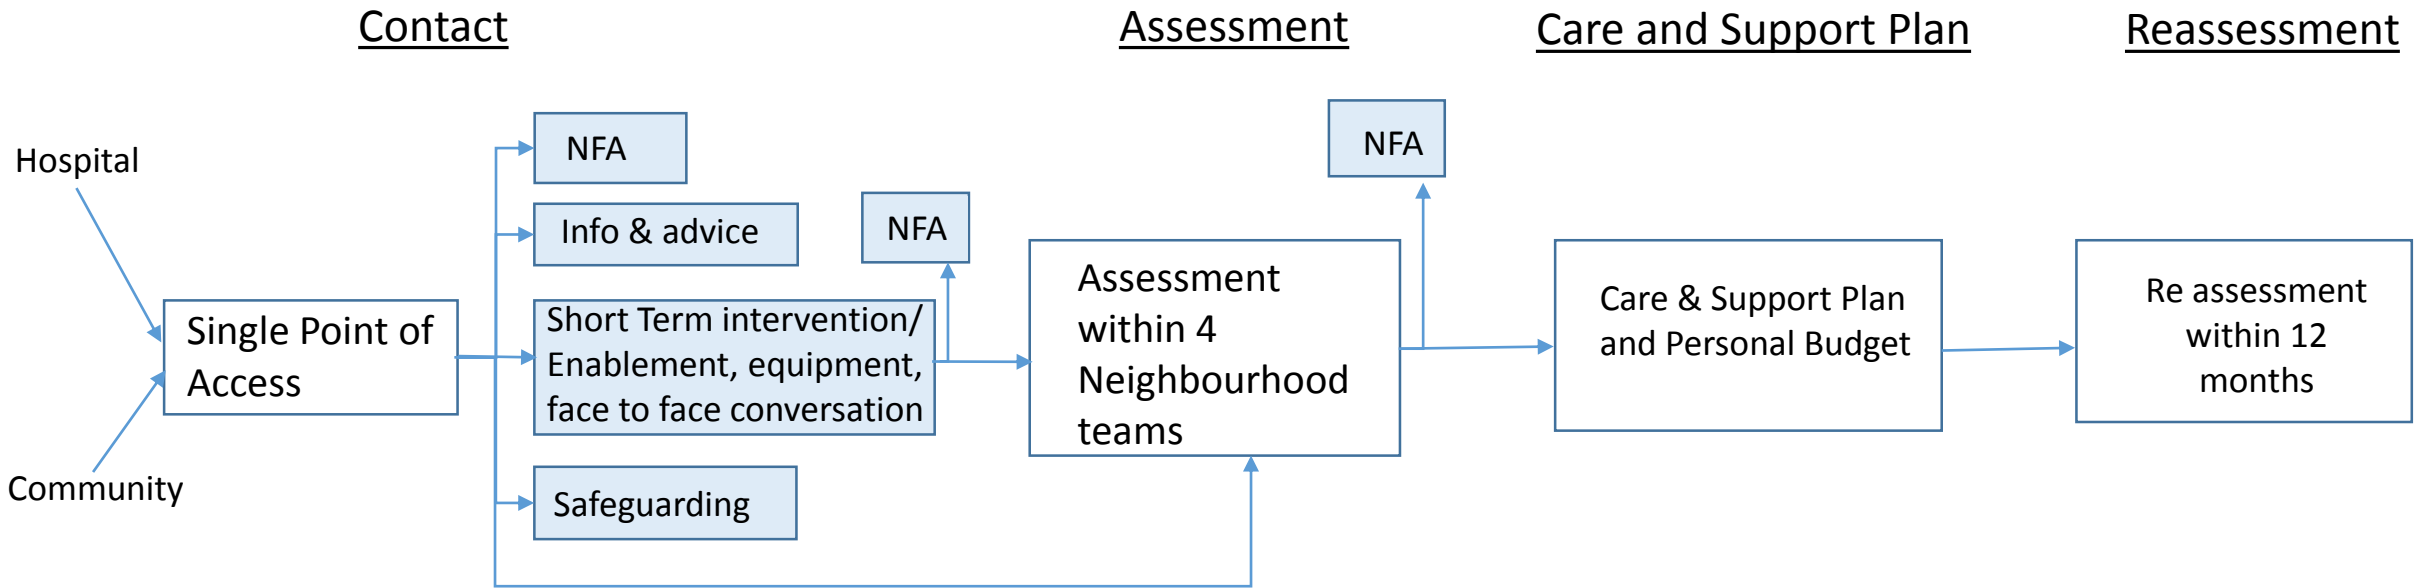 Contact
Assessment
Care and Support Plan
Reassessment
Hospital
Community
Single Point of
Access
NFA
Info & advice
Short Term intervention/
Enablement, equipment,
face to face conversation
Safeguarding
NFA
Assessment
within 4
Neighbourhood
teams
NFA
Care & Support Plan
and Personal Budget
Re assessment
within 12
months